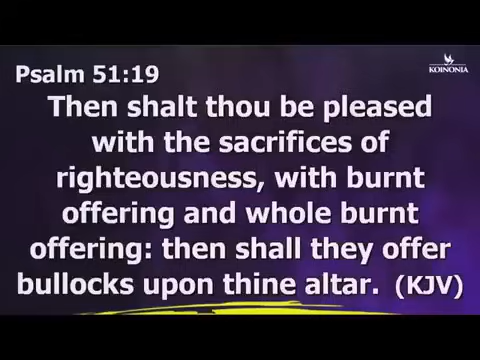 KOINONIA
Psalm 51:19
Then shalt thou be pleased
with the sacrifices of
righteousness, with burnt
offering and whole burnt
offering: then shall they offer
bullocks upon thine altar. (KJV)